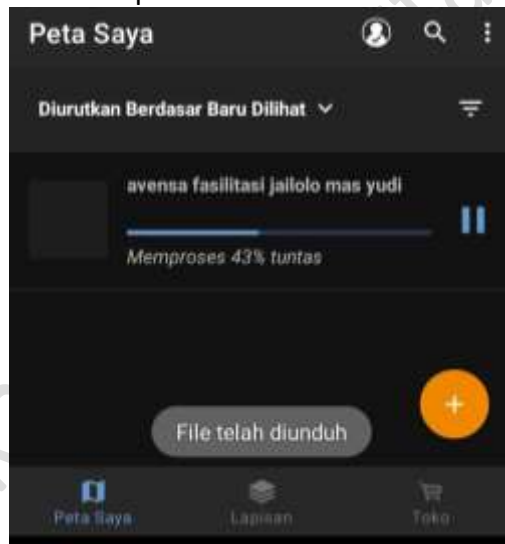 Peta Saya
Diurutkan Berdasar Baru Dilihat
avensa fasilitasi jailolo mas yudi
Memproses 43% tuntas
File telah diunduh
Peta Saya
Lapisan
Toko